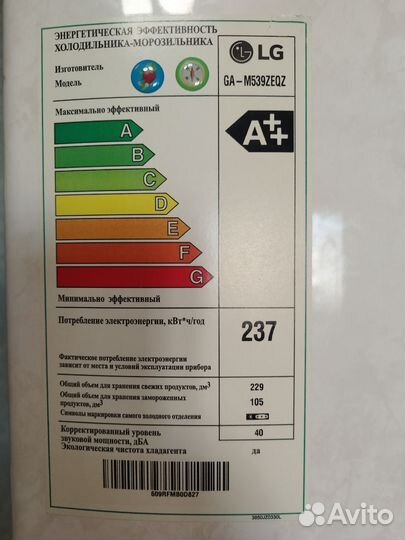 ЭНЕРГЕТИЧЕСКАЯ ЭФФЕКТИВНОСТЬ
ХОЛОДИЛЬНИКА-МОРОЗИЛЬНИКА
LG
Изготовитель
Модель
GA-M539ZEQZ
Максимально эффективный
A++
A
B
C
D
E
F
G
Минимально эффективный
Потребление электроэнергии, кВт*ч/год
237
Фактическое потребление электроэнергии
зависит от места и условий эксплуатации прибора
Общий объем для хранения свежих продуктов, дм³ 229
Общий объем для хранения замороженных
продуктов, дм³ 105
Символы маркировки самого холодного отделения
Корректированный уровень
звуковой мощности, дБА 40
Экологическая чистота хладагента да
609RFMB0D827
3850JZ0330L
Avito